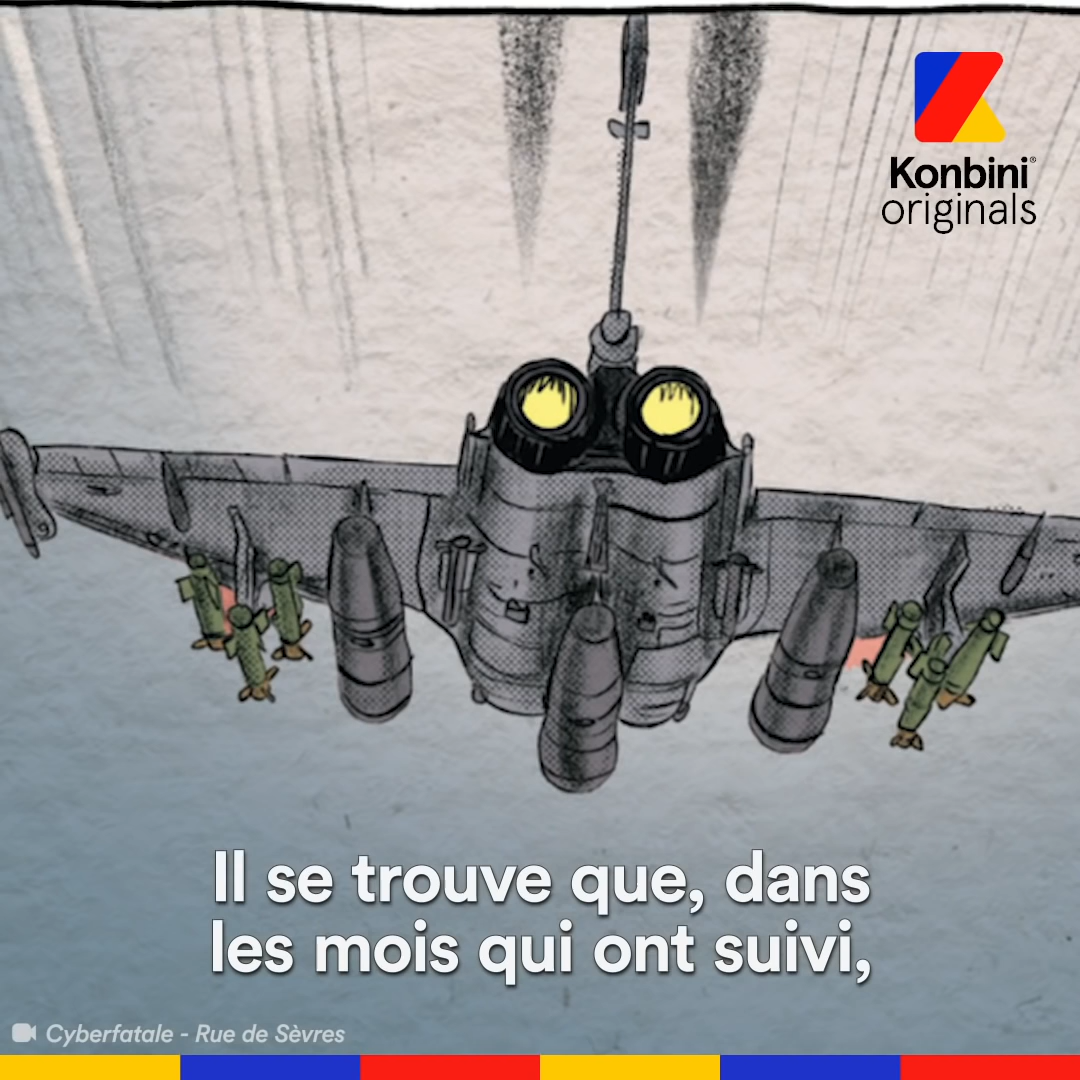 Konbini®
originals
Il se trouve que, dans
les mois qui ont suivi,
Cyberfatale - Rue de Sèvres